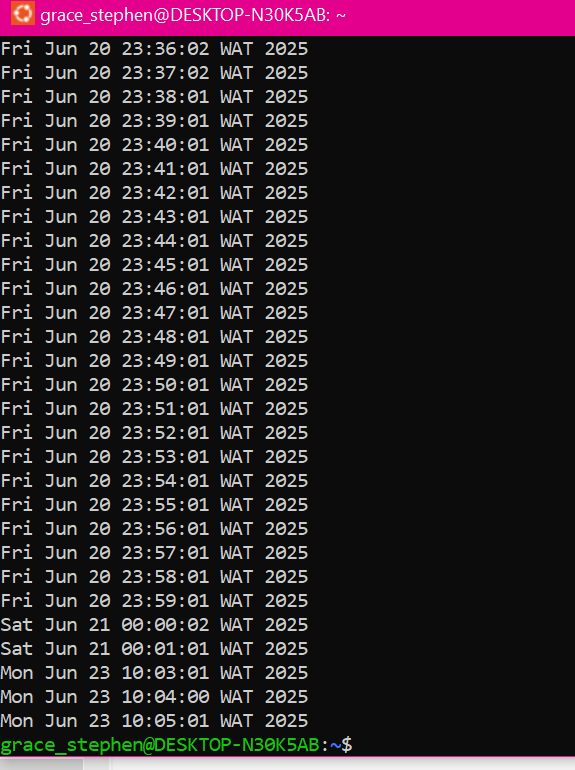 grace_stephen@DESKTOP-N30K5AB: ~
Fri Jun 20 23:36:02 WAT 2025
Fri Jun 20 23:37:02 WAT 2025
Fri Jun 20 23:38:01 WAT 2025
Fri Jun 20 23:39:01 WAT 2025
Fri Jun 20 23:40:01 WAT 2025
Fri Jun 20 23:41:01 WAT 2025
Fri Jun 20 23:42:01 WAT 2025
Fri Jun 20 23:43:01 WAT 2025
Fri Jun 20 23:44:01 WAT 2025
Fri Jun 20 23:45:01 WAT 2025
Fri Jun 20 23:46:01 WAT 2025
Fri Jun 20 23:47:01 WAT 2025
Fri Jun 20 23:48:01 WAT 2025
Fri Jun 20 23:49:01 WAT 2025
Fri Jun 20 23:50:01 WAT 2025
Fri Jun 20 23:51:01 WAT 2025
Fri Jun 20 23:52:01 WAT 2025
Fri Jun 20 23:53:01 WAT 2025
Fri Jun 20 23:54:01 WAT 2025
Fri Jun 20 23:55:01 WAT 2025
Fri Jun 20 23:56:01 WAT 2025
Fri Jun 20 23:57:01 WAT 2025
Fri Jun 20 23:58:01 WAT 2025
Fri Jun 20 23:59:01 WAT 2025
Sat Jun 21 00:00:02 WAT 2025
Sat Jun 21 00:01:01 WAT 2025
Mon Jun 23 10:03:01 WAT 2025
Mon Jun 23 10:04:00 WAT 2025
Mon Jun 23 10:05:01 WAT 2025
grace_stephen@DESKTOP-N30K5AB:~$